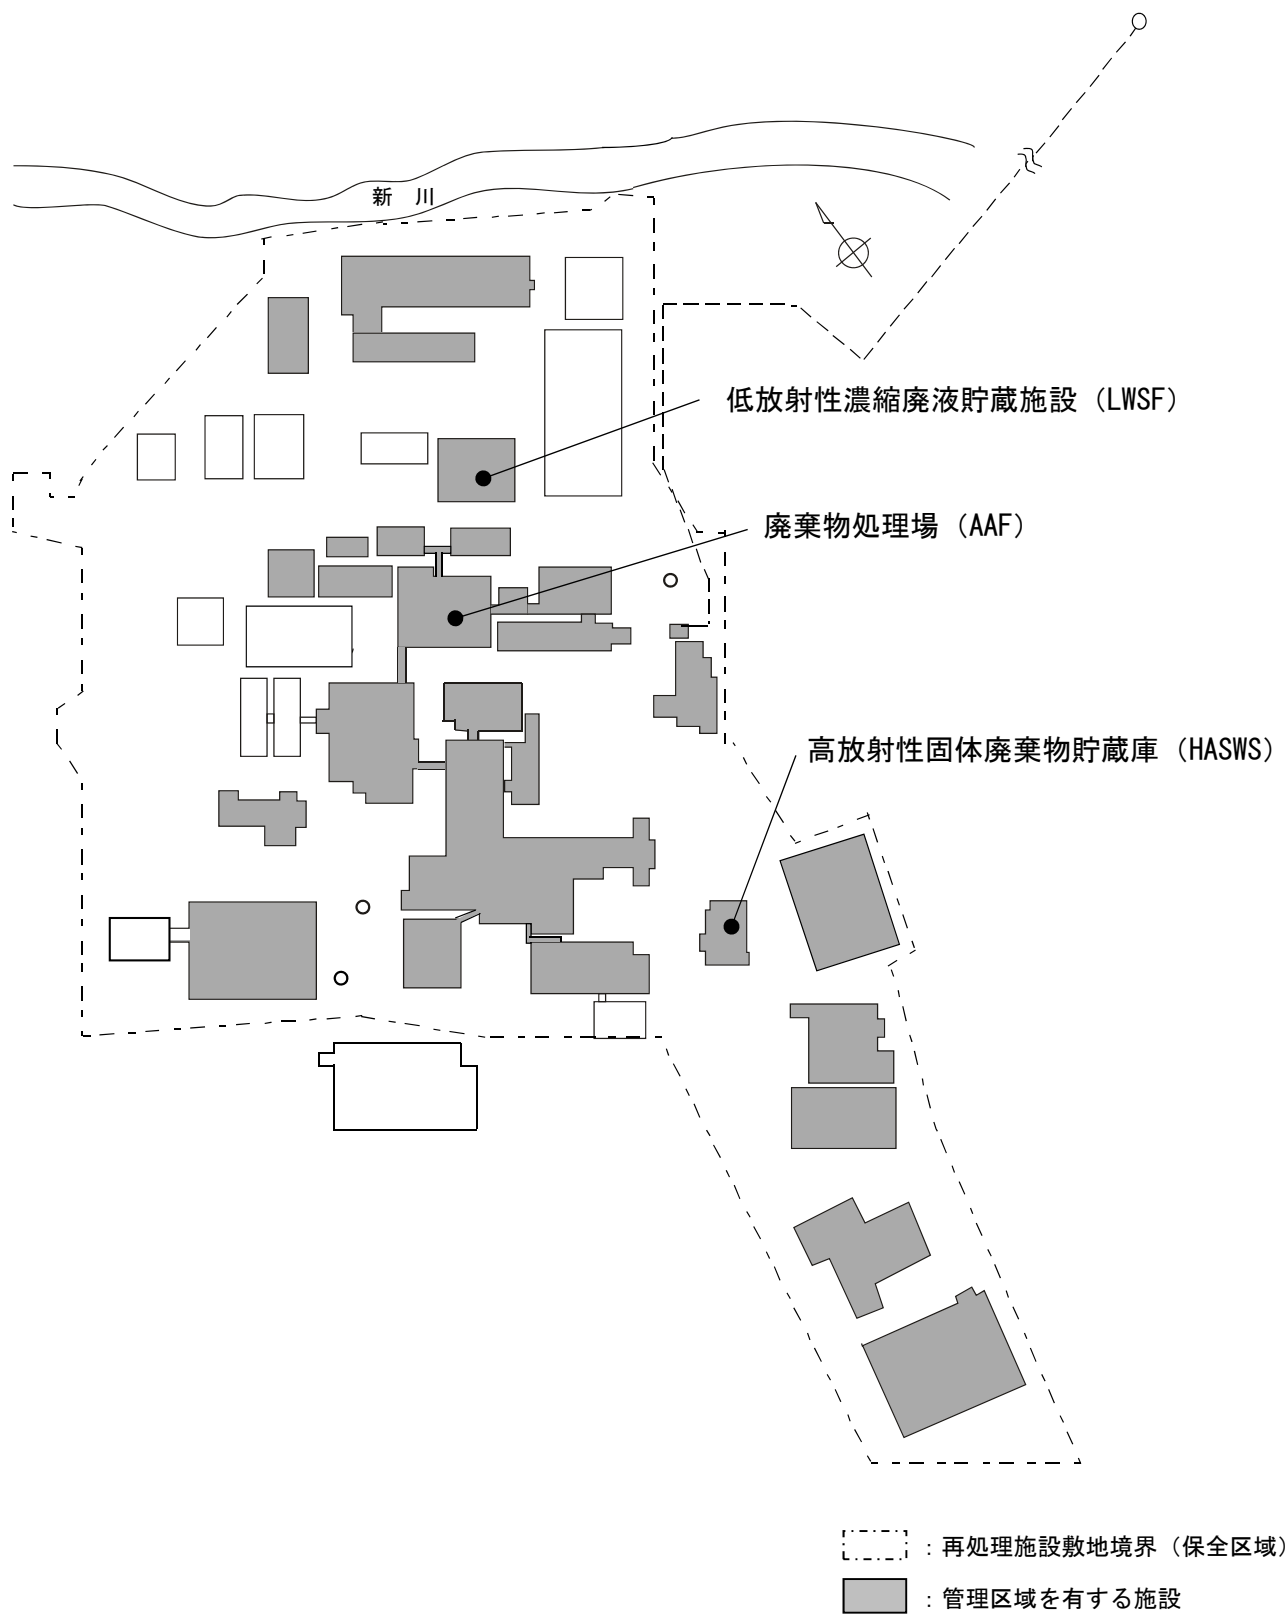 新 川
低放射性濃縮廃液貯蔵施設（LWSF）
廃棄物処理場（AAF）
高放射性固体廃棄物貯蔵庫（HASWS）
：再処理施設敷地境界（保全区域）
：管理区域を有する施設